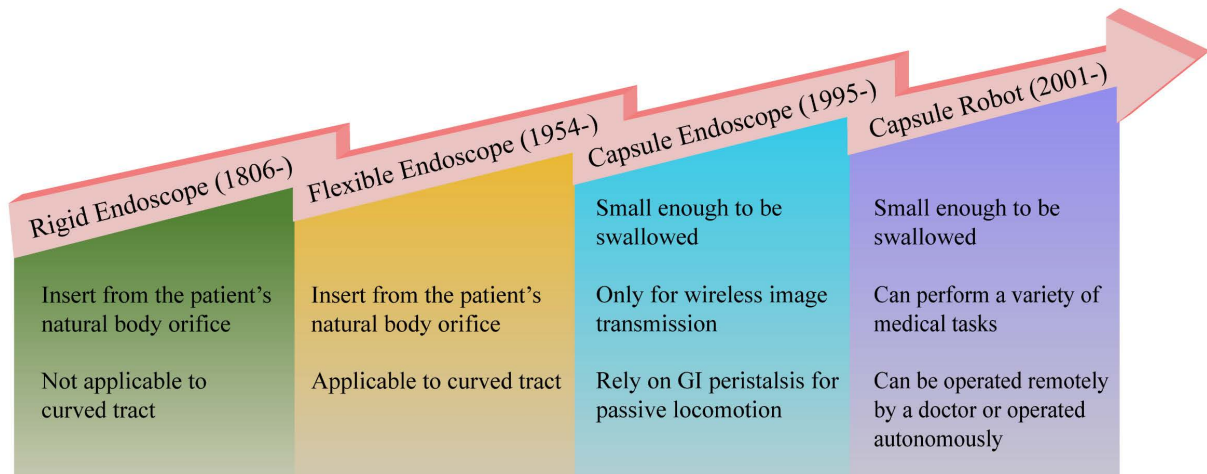 Rigid Endoscope (1806-)
Insert from the patient's
natural body orifice
Not applicable to
curved tract
Flexible Endoscope (1954-)
Insert from the patient's
natural body orifice
Applicable to curved tract
Capsule Endoscope (1995-)
Small enough to be
swallowed
Only for wireless image
transmission
Rely on GI peristalsis for
passive locomotion
Capsule Robot (2001-)
Small enough to be
swallowed
Can perform a variety of
medical tasks
Can be operated remotely
by a doctor or operated
autonomously